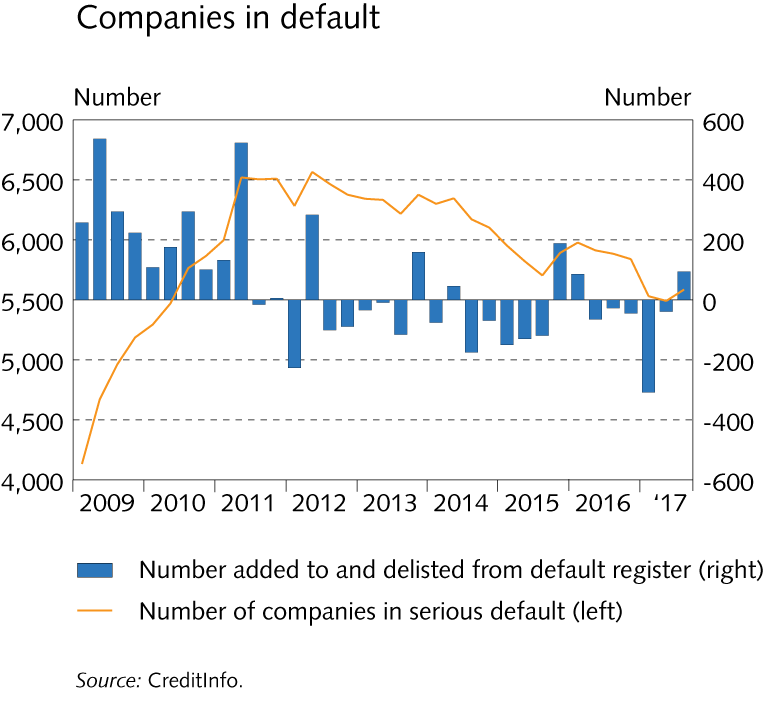 Companies in default
Number Number
7,000 600
6,500 400
6,000 200
5,500 0
5,000 -200
4,500 -400
4,000 -600
2009 2010 2011 2012 2013 2014 2015 2016 ‘17
Number added to and delisted from default register (right)
Number of companies in serious default (left)
Source: CreditInfo.